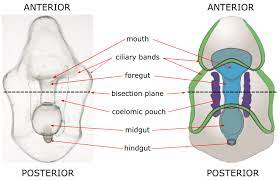 ANTERIOR ANTERIOR
mouth
ciliary bands
foregut
bisection plane
coelomic pouch
midgut
hindgut
POSTERIOR POSTERIOR